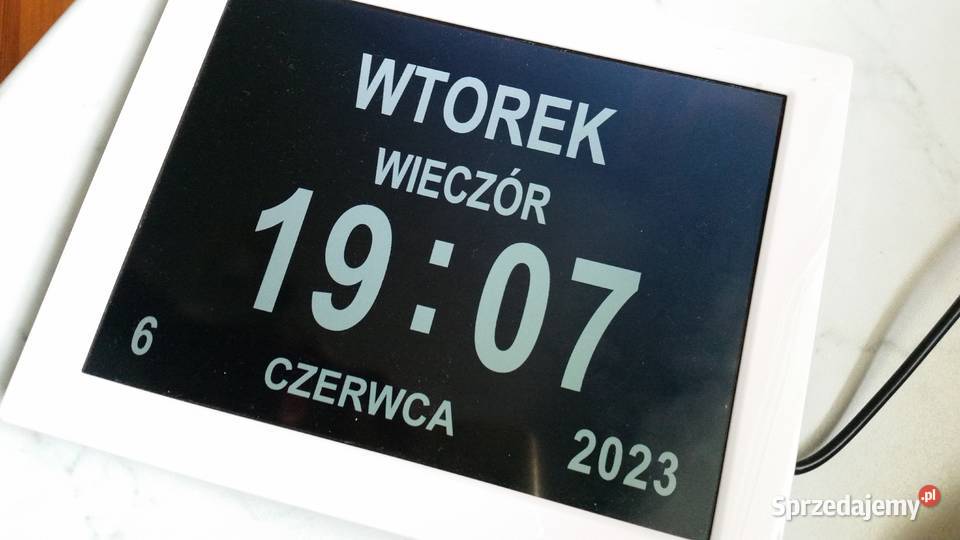 WTOREK
WIECZÓR
19:07
6 CZERWCA 2023
Sprzedajemy.pl